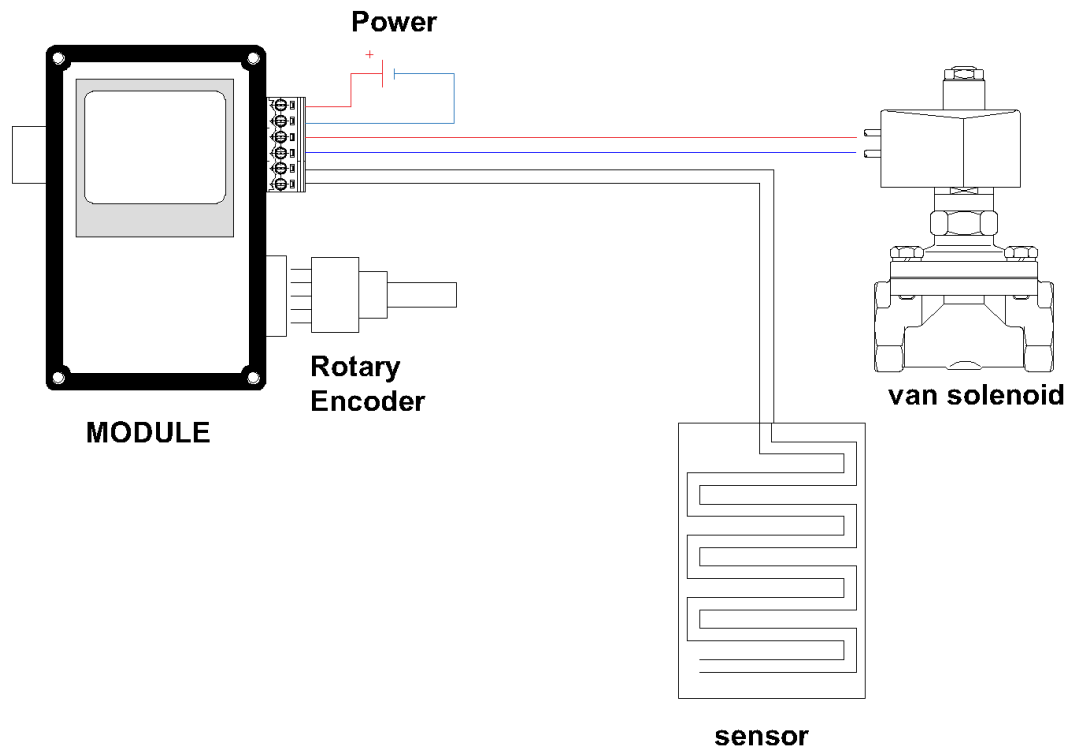 Power
+
Rotary
Encoder
MODULE
van solenoid
sensor